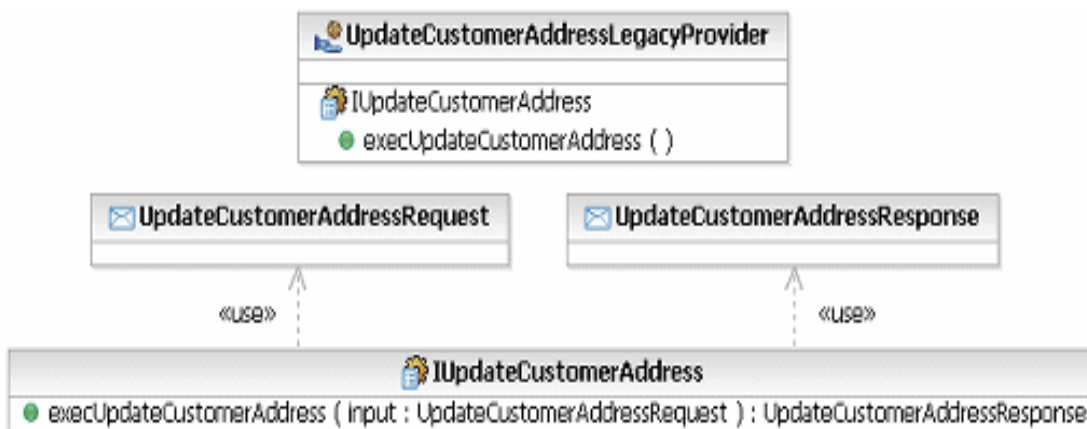 UpdateCustomerAddressLegacyProvider
IUpdateCustomerAddress
execUpdateCustomerAddress ( )
UpdateCustomerAddressRequest
UpdateCustomerAddressResponse
«use»
«use»
IUpdateCustomerAddress
execUpdateCustomerAddress ( input : UpdateCustomerAddressRequest ) : UpdateCustomerAddressResponse